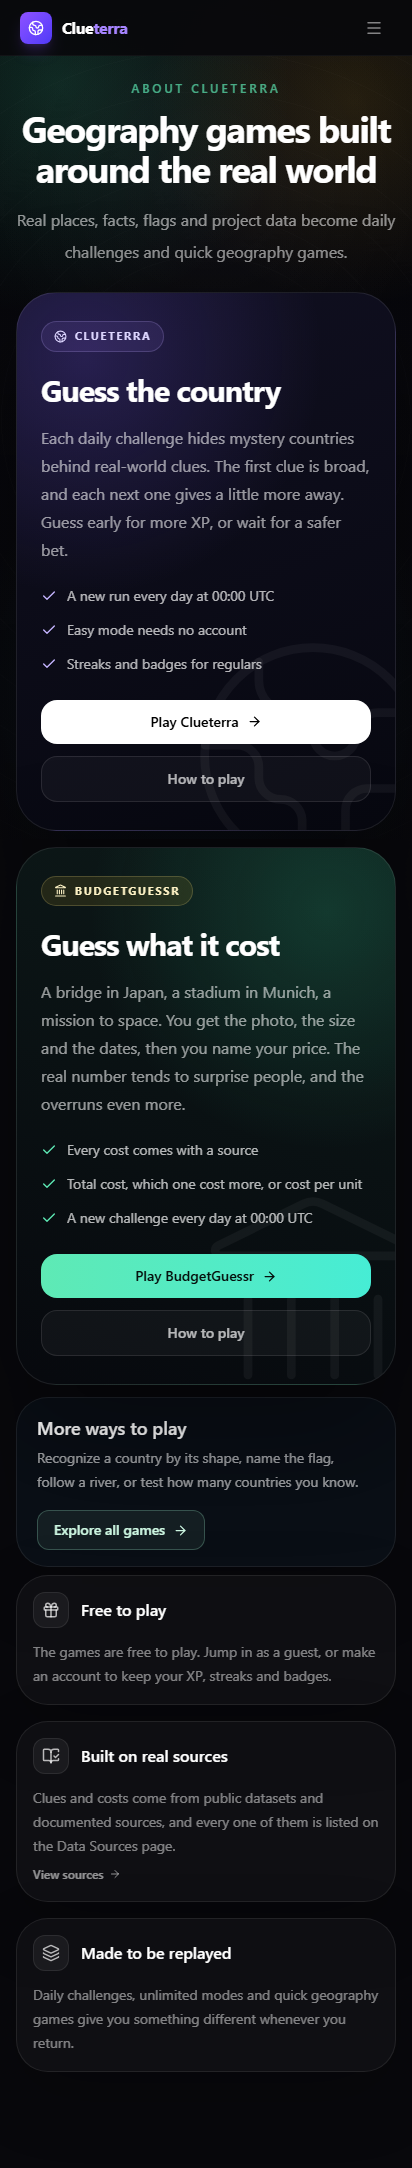 Clueterra
ABOUT CLUETERRA
Geography games built
around the real world
Real places, facts, flags and project data become daily
challenges and quick geography games.
CLUETERRA
Guess the country
Each daily challenge hides mystery countries
behind real-world clues. The first clue is broad,
and each next one gives a little more away.
Guess early for more XP, or wait for a safer
bet.
A new run every day at 00:00 UTC
Easy mode needs no account
Streaks and badges for regulars
Play Clueterra
How to play
BUDGETGUESSR
Guess what it cost
A bridge in Japan, a stadium in Munich, a
mission to space. You get the photo, the size
and the dates, then you name your price. The
real number tends to surprise people, and the
overruns even more.
Every cost comes with a source
Total cost, which one cost more, or cost per unit
A new challenge every day at 00:00 UTC
Play BudgetGuessr
How to play
More ways to play
Recognize a country by its shape, name the flag,
follow a river, or test how many countries you know.
Explore all games
Free to play
The games are free to play. Jump in as a guest, or make
an account to keep your XP, streaks and badges.
Built on real sources
Clues and costs come from public datasets and
documented sources, and every one of them is listed on
the Data Sources page.
View sources
Made to be replayed
Daily challenges, unlimited modes and quick geography
games give you something different whenever you
return.